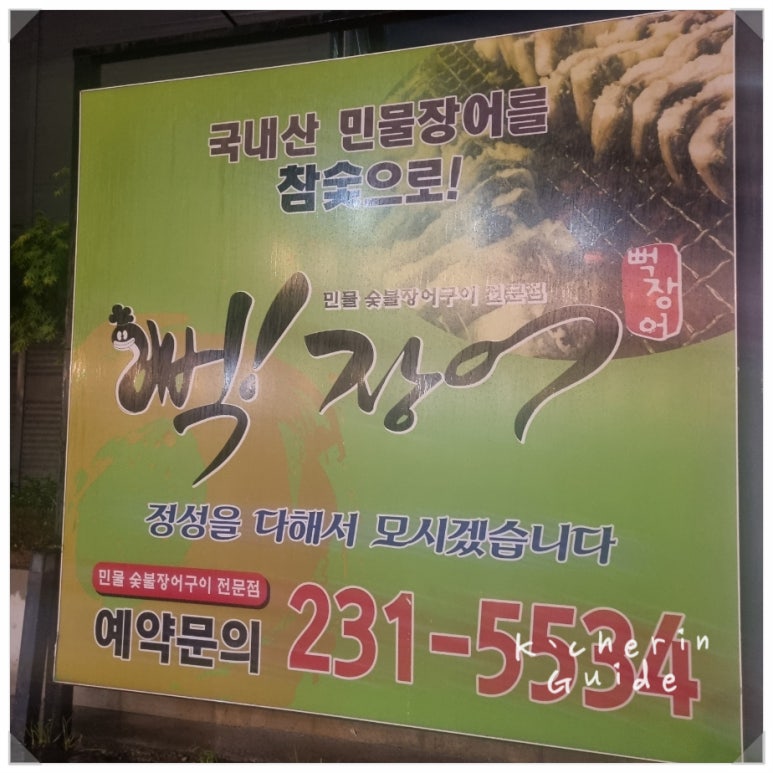 국내산 민물장어를
참숯으로!
민물 숯불장어구이 전문점
뻑장어
뻑! 장어
정성을 다해서 모시겠습니다
민물 숯불장어구이 전문점
예약문의 231-5534
kicherin
Guide